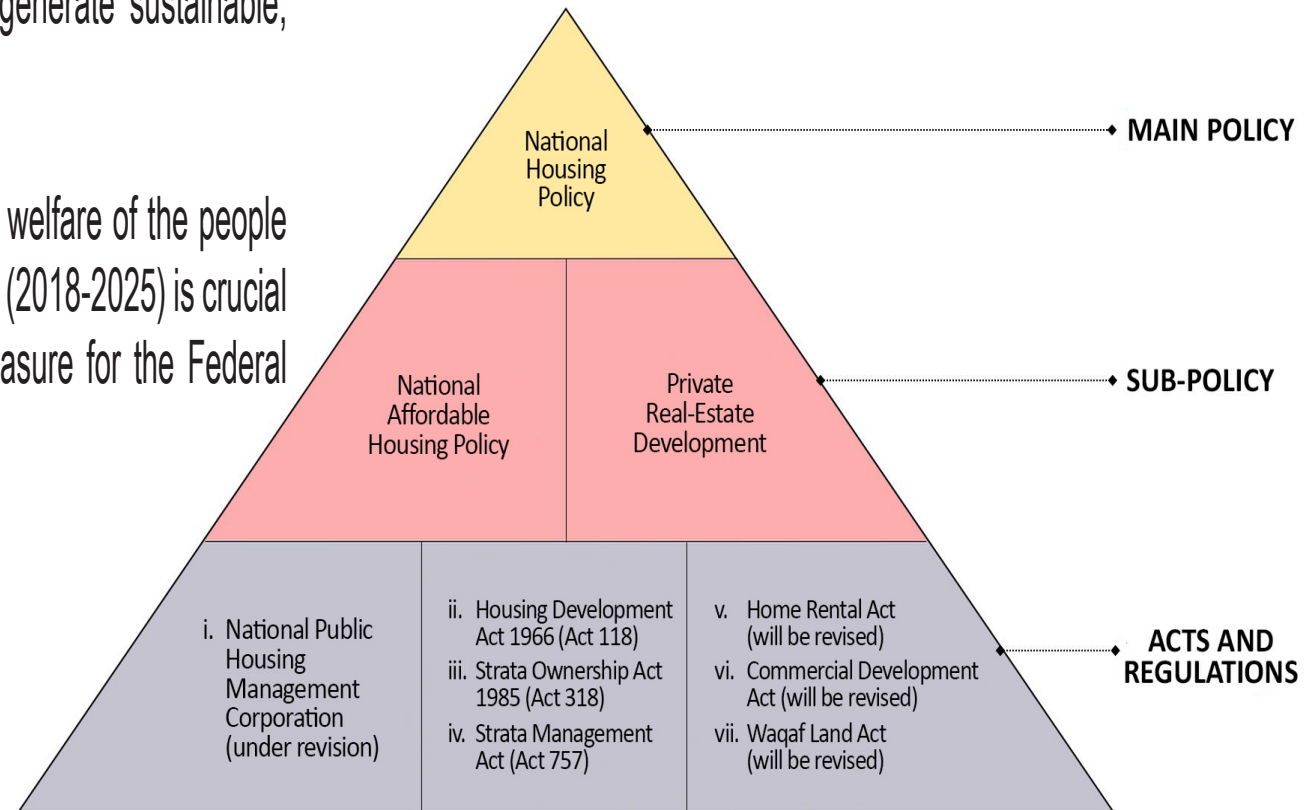 generate sustainable,
welfare of the people
(2018-2025) is crucial
asure for the Federal
National
Housing
Policy
MAIN POLICY
National
Affordable
Housing Policy
Private
Real-Estate
Development
SUB-POLICY
i. National Public
Housing
Management
Corporation
(under revision)
ii. Housing Development
Act 1966 (Act 118)
iii. Strata Ownership Act
1985 (Act 318)
iv. Strata Management
Act (Act 757)
v. Home Rental Act
(will be revised)
vi. Commercial Development
Act (will be revised)
vii. Waqaf Land Act
(will be revised)
ACTS AND
REGULATIONS